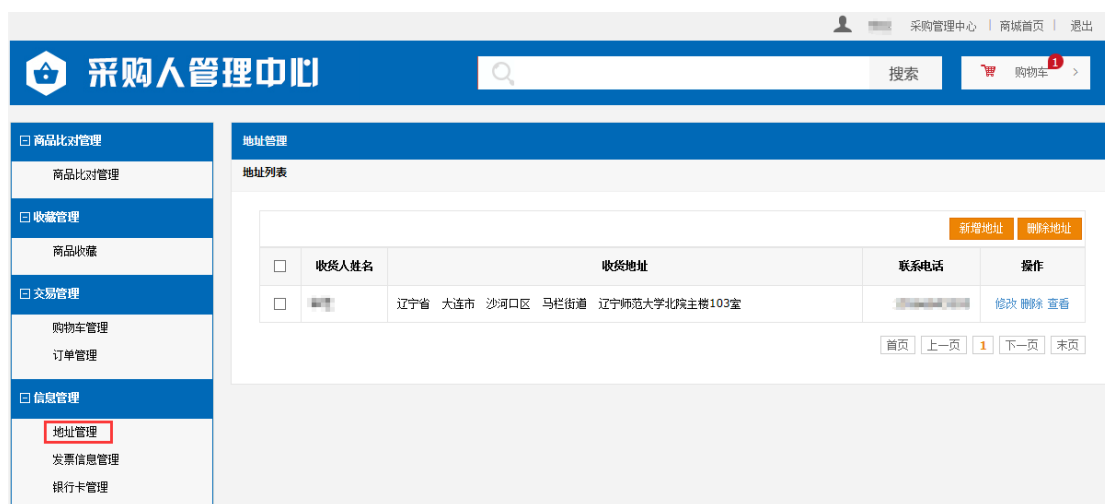 采购管理中心 | 商城首页 | 退出
采购人管理中心
搜索
购物车 1 >
商品比对管理
商品比对管理
收藏管理
商品收藏
交易管理
购物车管理
订单管理
信息管理
地址管理
发票信息管理
银行卡管理
地址管理
地址列表
新增地址 删除地址
收货人姓名 收货地址 联系电话 操作
辽宁省 大连市 沙河口区 马栏街道 辽宁师范大学北院主楼103室 修改 删除 查看
首页 上一页 1 下一页 末页